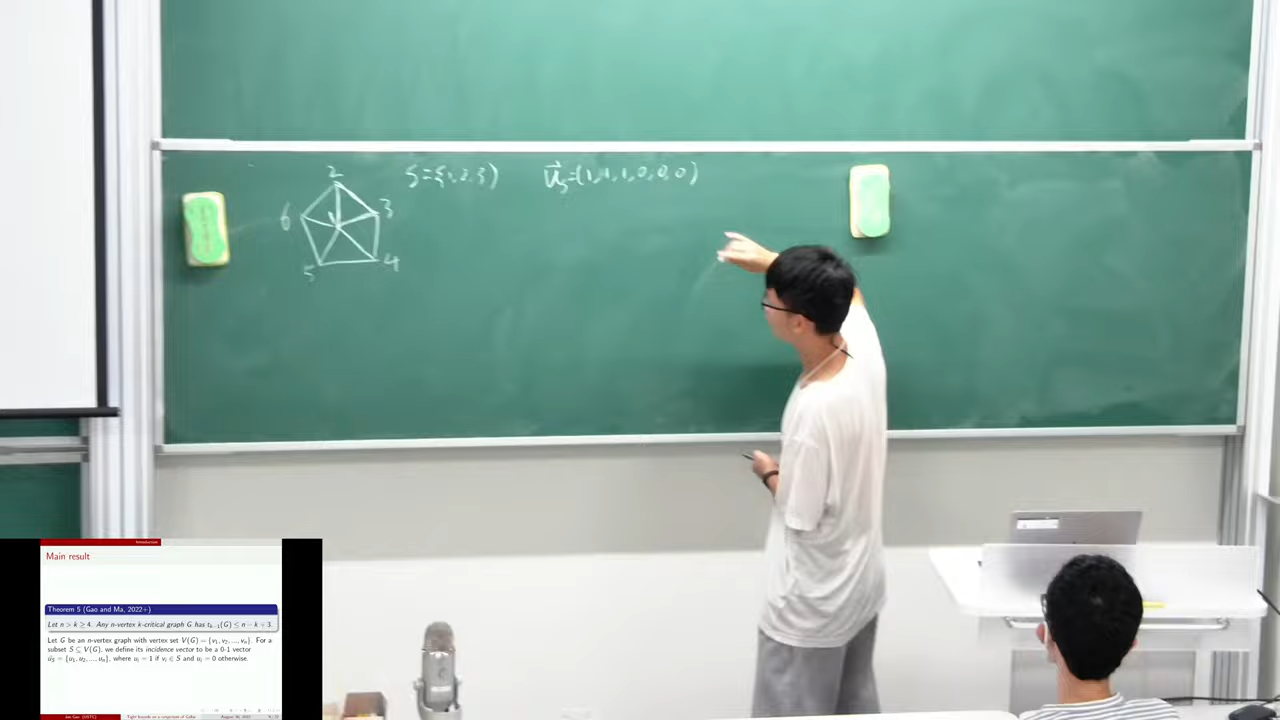 2
6
3
5
4
S={1,2,3}
u⃗_S=(1,1,1,0,0,0)
Main result
Theorem 5 (Gao and Ma, 2022+)
Let n > k ≥ 4. Any n-vertex k-critical graph G has t_{k−1}(G) ≤ n − k + 3.
Let G be an n-vertex graph with vertex set V(G) = {v₁, v₂, ..., vₙ}. For a
subset S ⊆ V(G), we define its incidence vector to be a 0-1 vector
u⃗_S = {u₁, u₂, ..., uₙ}, where uᵢ = 1 if vᵢ ∈ S and uᵢ = 0 otherwise.